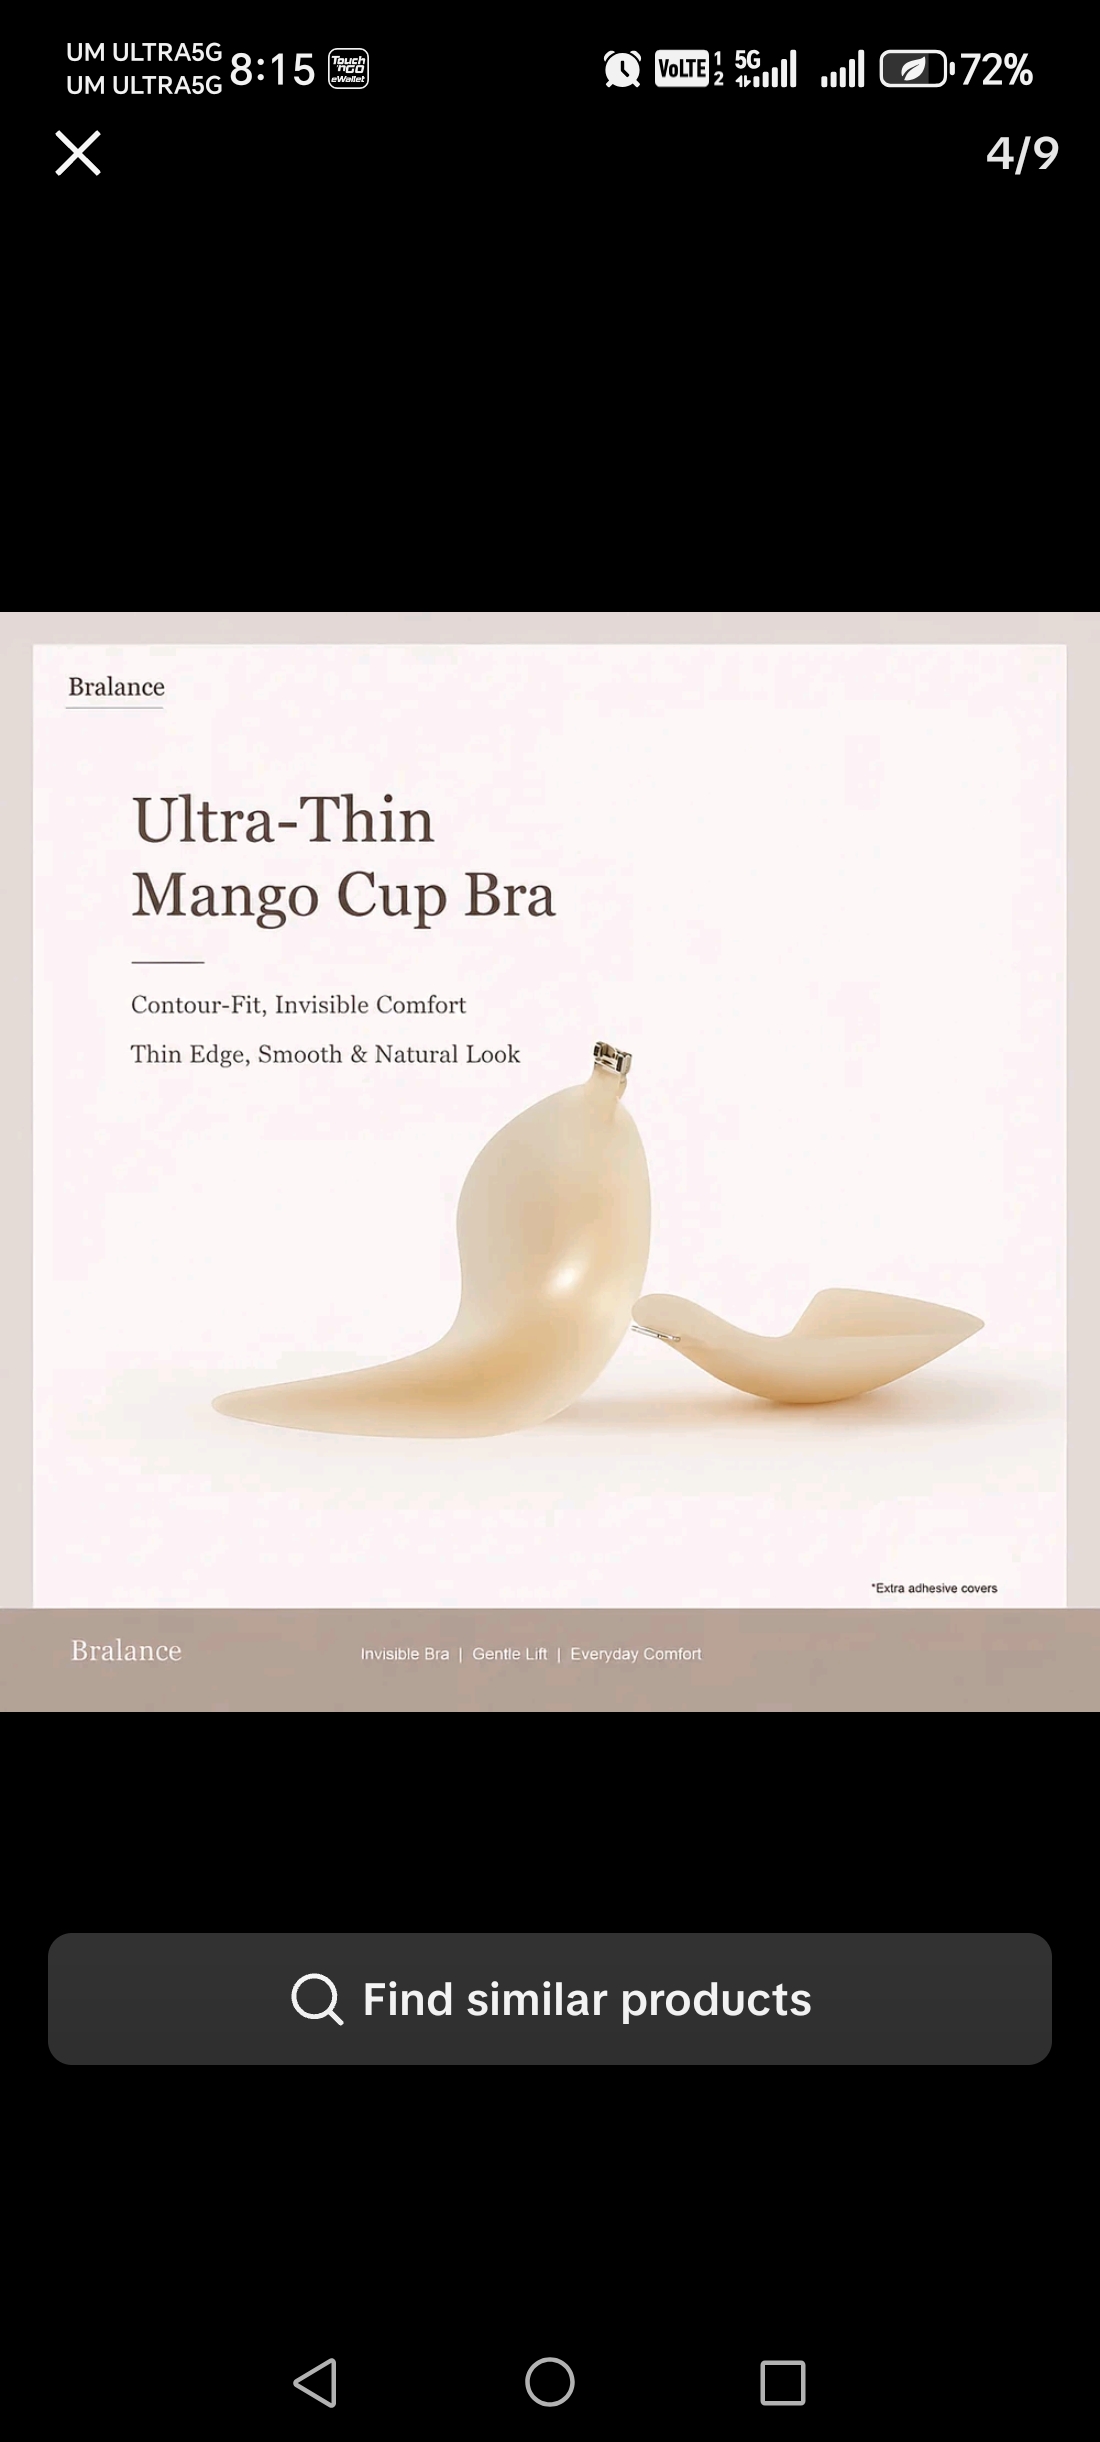 UM ULTRA5G
UM ULTRA5G
8:15
Touch 'n GO eWallet
VoLTE 1 2
5G
72%
4/9
Bralance
Ultra-Thin
Mango Cup Bra
Contour-Fit, Invisible Comfort
Thin Edge, Smooth & Natural Look
*Extra adhesive covers
Bralance
Invisible Bra | Gentle Lift | Everyday Comfort
Find similar products